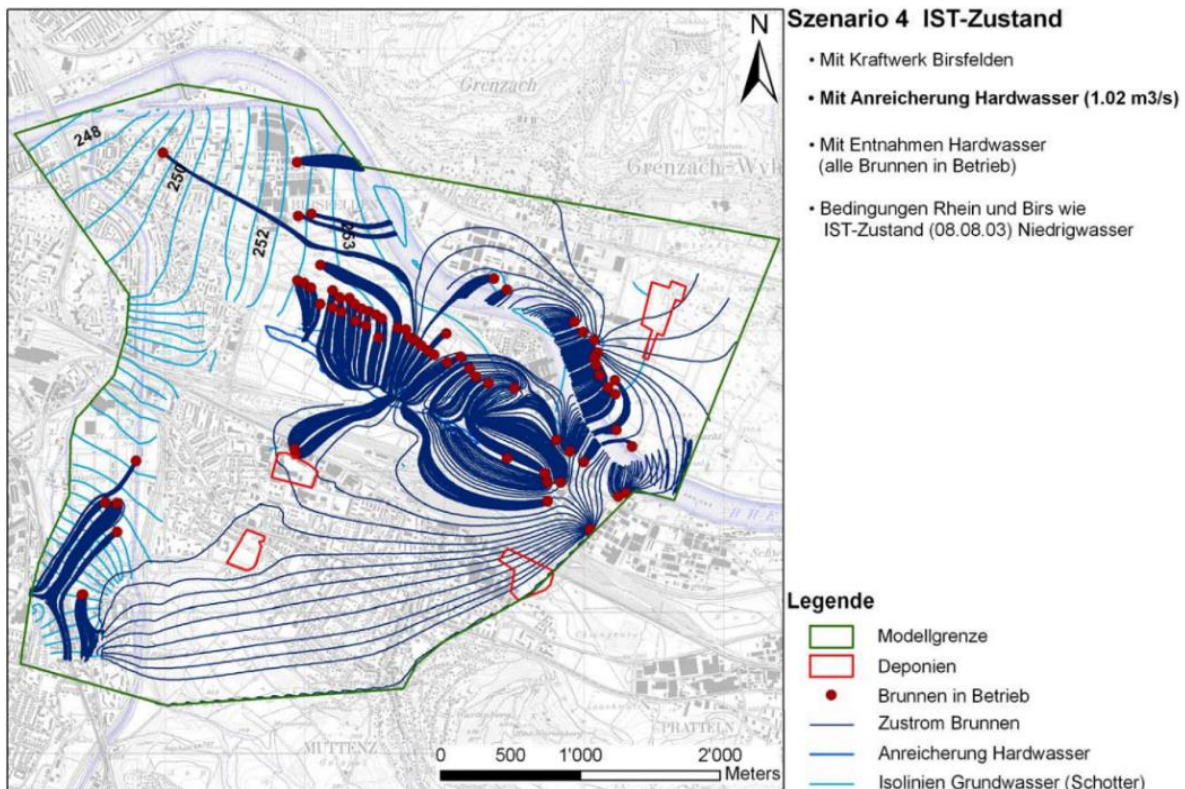 Szenario 4 IST-Zustand
• Mit Kraftwerk Birsfelden
• Mit Anreicherung Hardwasser (1.02 m3/s)
• Mit Entnahmen Hardwasser
(alle Brunnen in Betrieb)
• Bedingungen Rhein und Birs wie
IST-Zustand (08.08.03) Niedrigwasser
N
Grenzach
Grenzach-Wyh
248
250
252
253
BIRSFELDEN
MUTTENZ
PRATTELN
0 500 1'000 2'000
Meters
Legende
Modellgrenze
Deponien
Brunnen in Betrieb
Zustrom Brunnen
Anreicherung Hardwasser
Isolinien Grundwasser (Schotter)